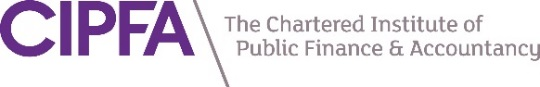 CIPFA
The Chartered Institute of
Public Finance & Accountancy